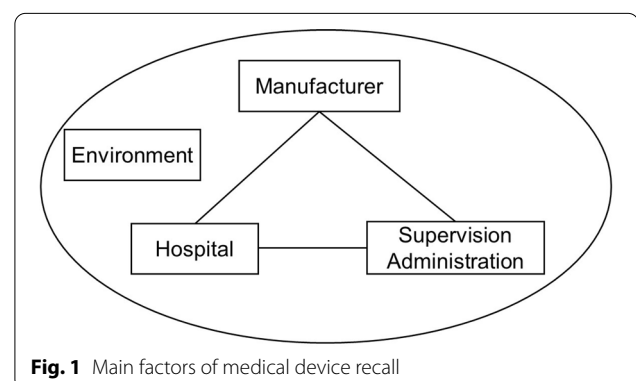 Manufacturer
Environment
Hospital
Supervision
Administration
Fig. 1 Main factors of medical device recall